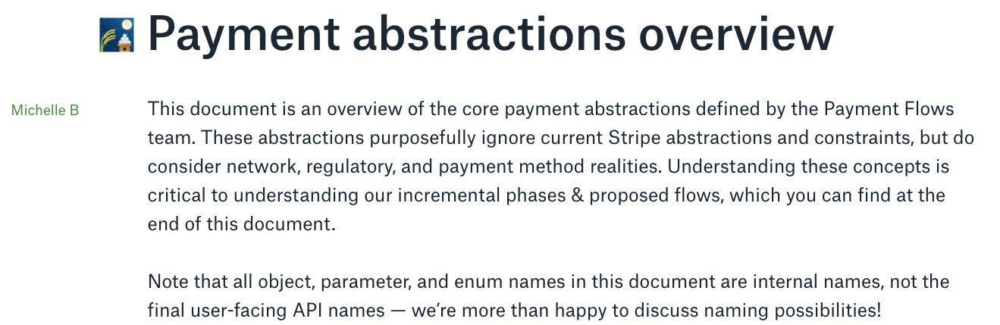 Payment abstractions overview
Michelle B
This document is an overview of the core payment abstractions defined by the Payment Flows
team. These abstractions purposefully ignore current Stripe abstractions and constraints, but do
consider network, regulatory, and payment method realities. Understanding these concepts is
critical to understanding our incremental phases & proposed flows, which you can find at the
end of this document.
Note that all object, parameter, and enum names in this document are internal names, not the
final user-facing API names — we’re more than happy to discuss naming possibilities!